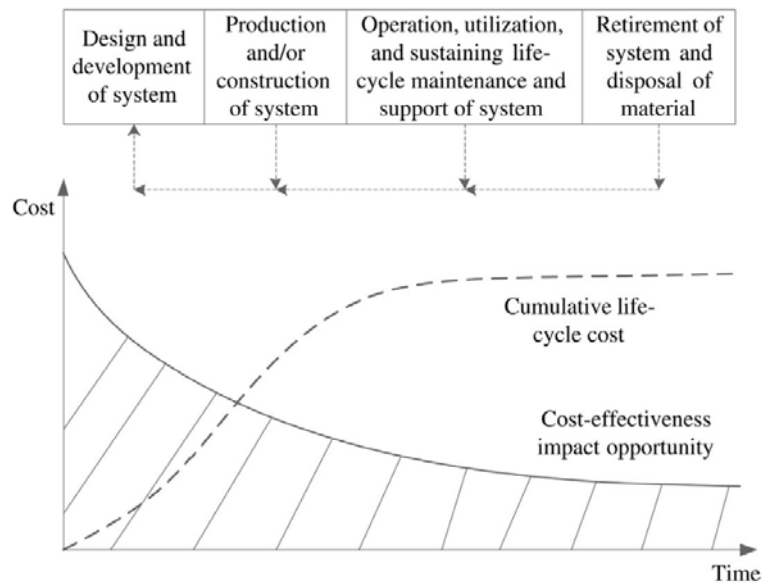 Design and
development
of system
Production
and/or
construction
of system
Operation, utilization,
and sustaining life-
cycle maintenance and
support of system
Retirement of
system and
disposal of
material
Cost
Cumulative life-
cycle cost
Cost-effectiveness
impact opportunity
Time